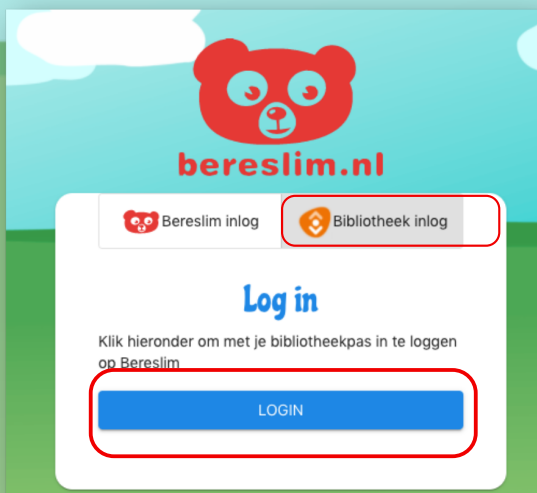 bereslim.nl
Bereslim inlog
Bibliotheek inlog
Log in
Klik hieronder om met je bibliotheekpas in te loggen
op Bereslim
LOGIN